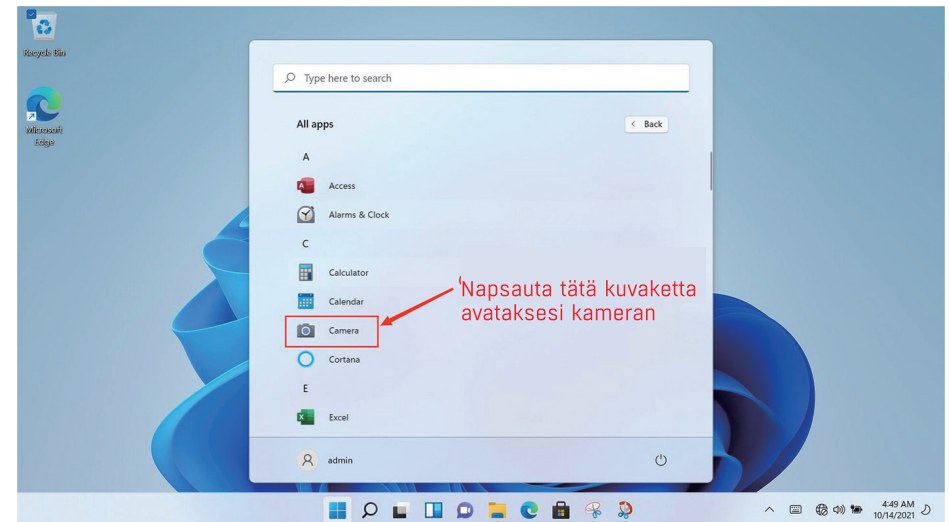 Recycle Bin
Microsoft
Edge
Type here to search
All apps
< Back
A
Access
Alarms & Clock
C
Calculator
Calendar
Camera
Cortana
E
Excel
admin
'Napsauta tätä kuvaketta
avataksesi kameran
4:49 AM
10/14/2021